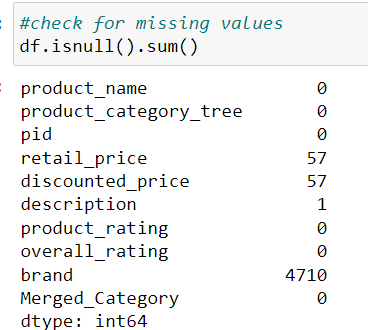 #check for missing values
df.isnull().sum()
product_name 0
product_category_tree 0
pid 0
retail_price 57
discounted_price 57
description 1
product_rating 0
overall_rating 0
brand 4710
Merged_Category 0
dtype: int64